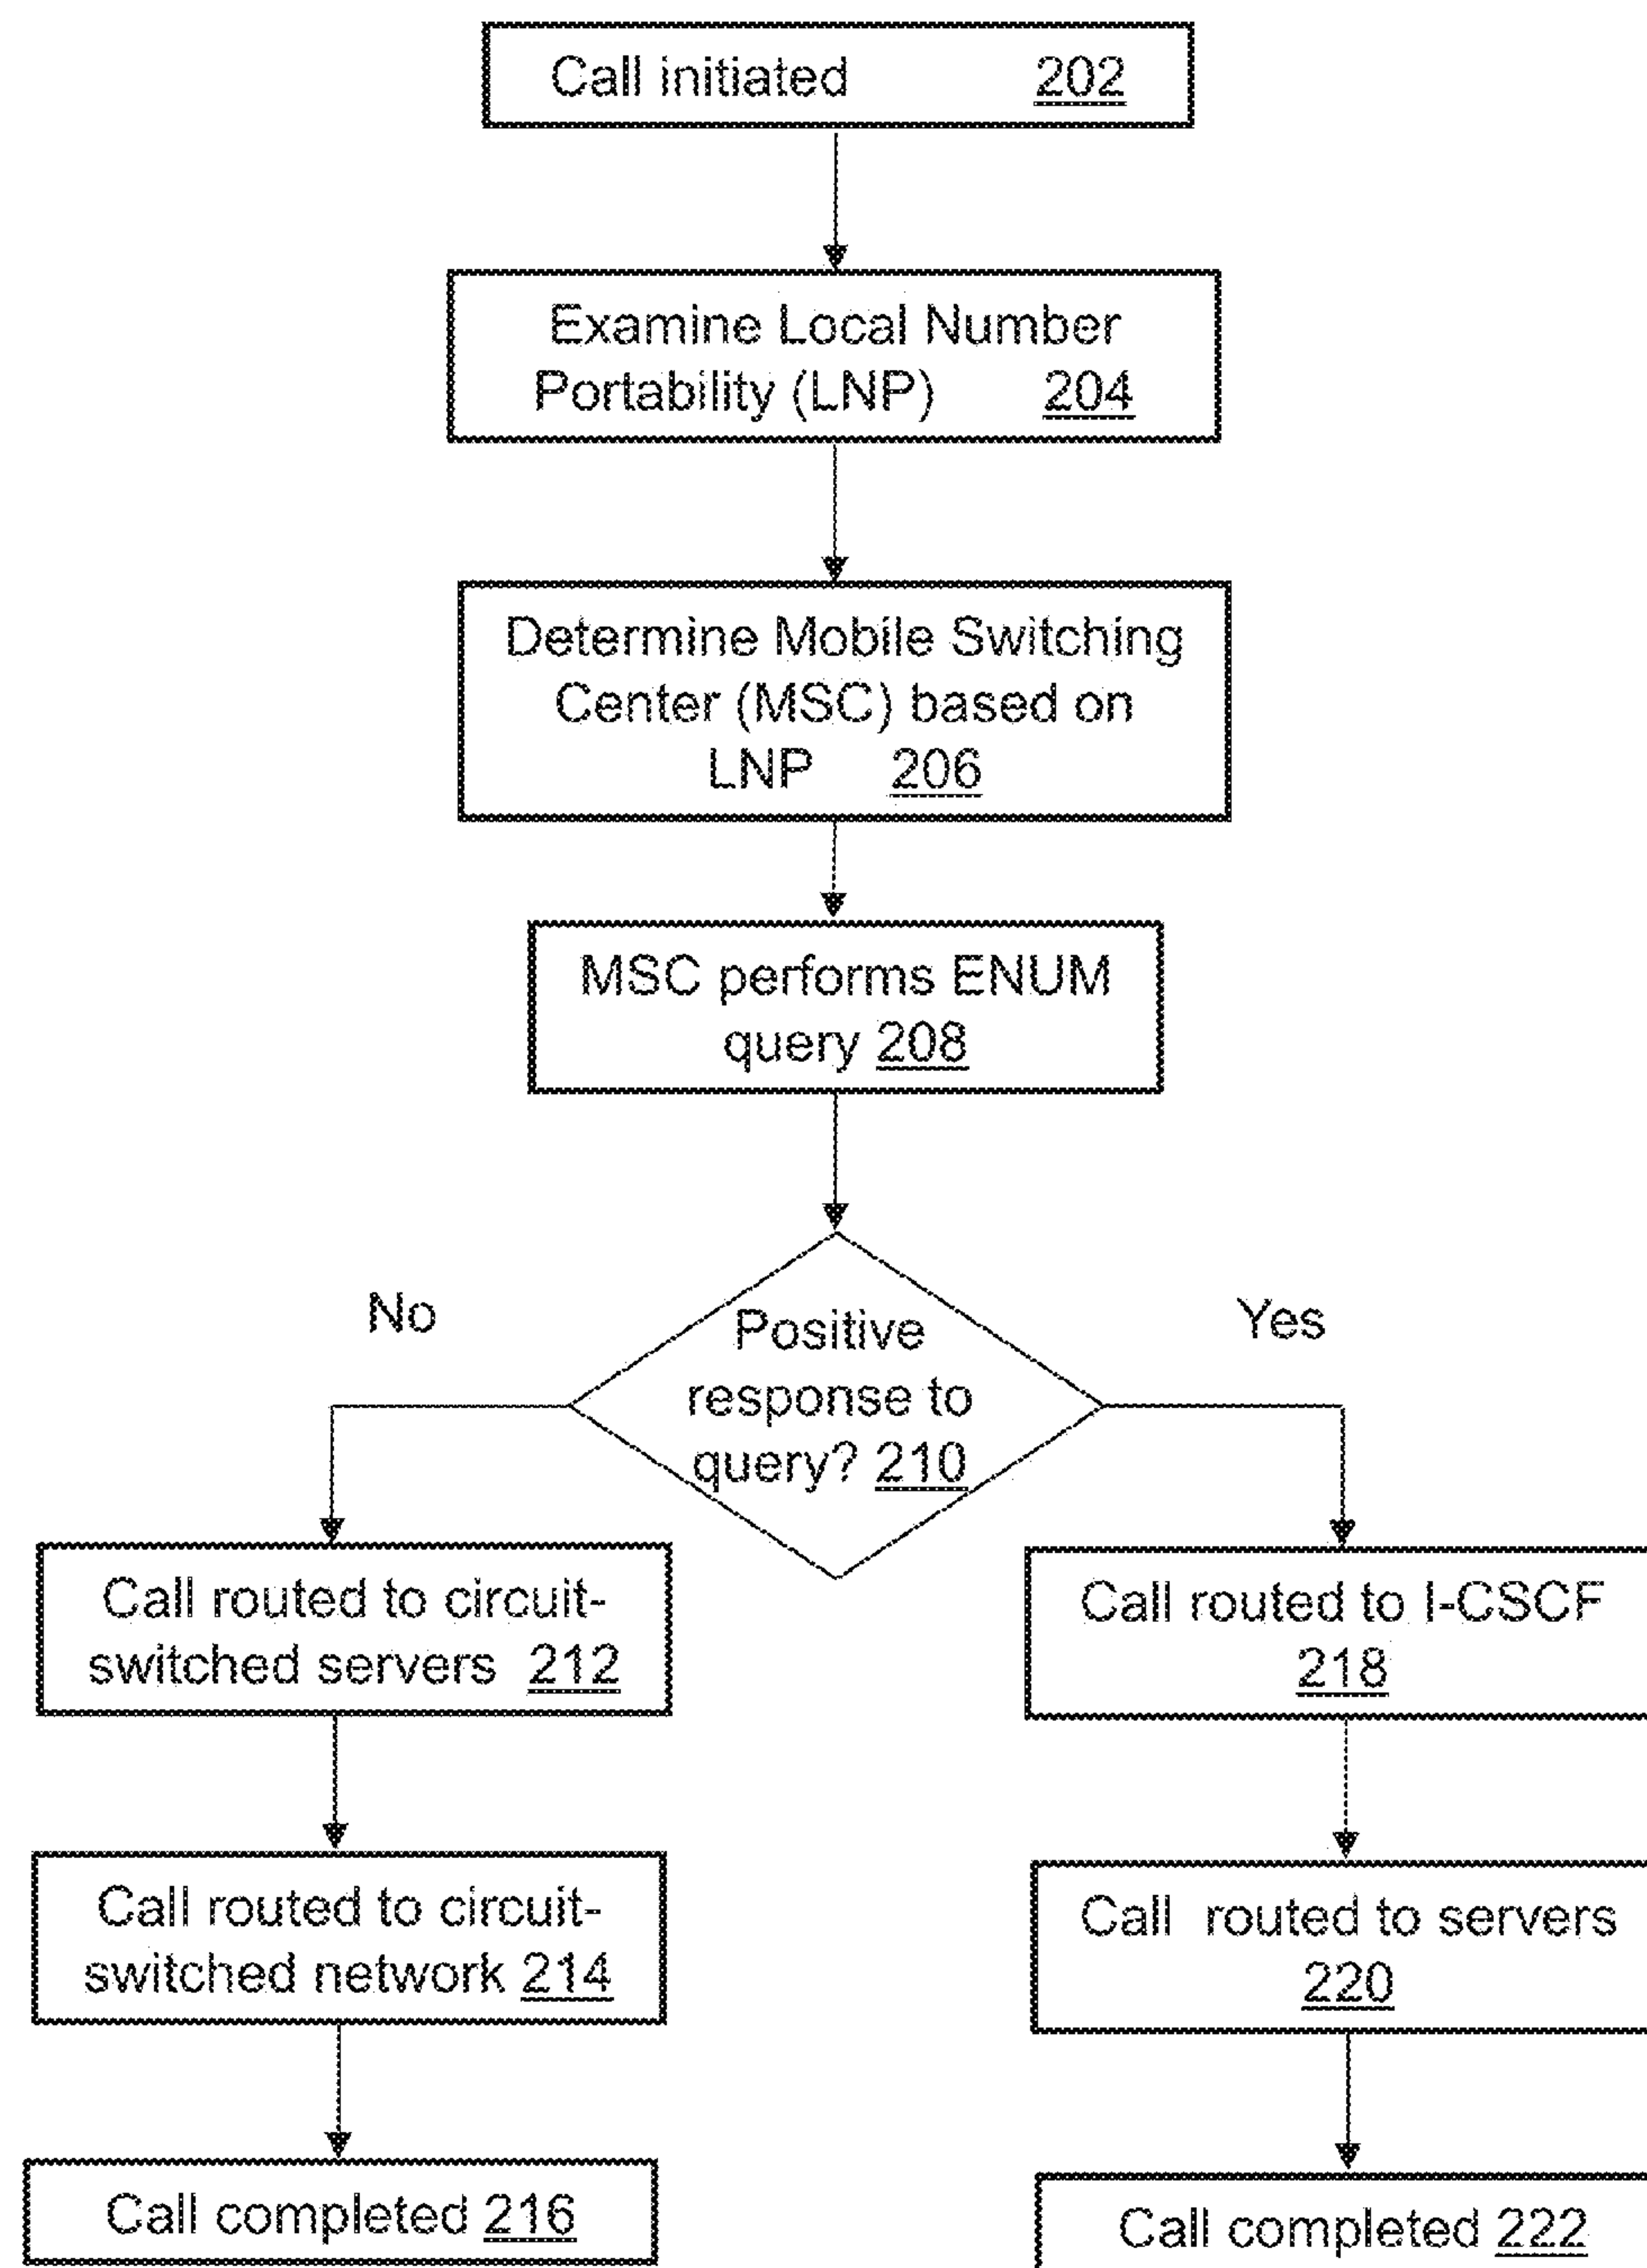 Call initiated 202
Examine Local Number
Portability (LNP) 204
Determine Mobile Switching
Center (MSC) based on
LNP 206
MSC performs ENUM
query 208
Positive
response to
query? 210
No
Yes
Call routed to circuit-
switched servers 212
Call routed to circuit-
switched network 214
Call completed 216
Call routed to I-CSCF
218
Call routed to servers
220
Call completed 222